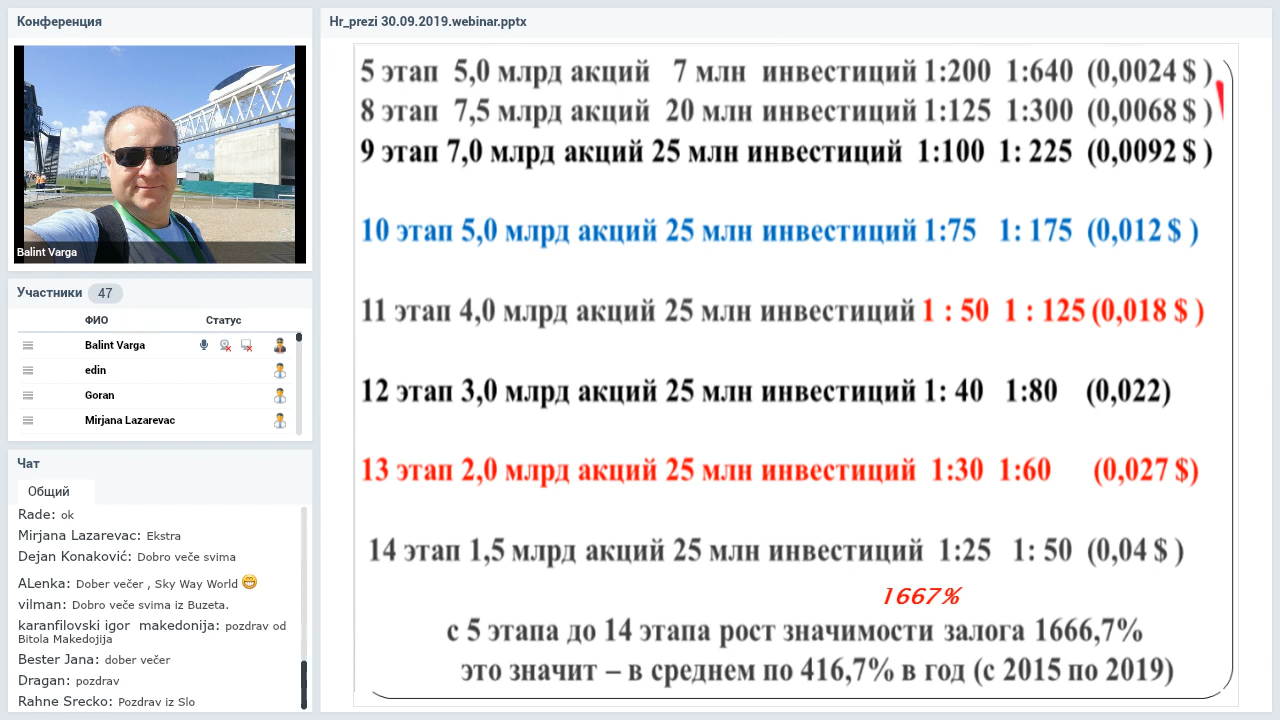 Конференция
Balint Varga
Участники 47
ФИО Статус
Balint Varga
edin
Goran
Mirjana Lazarevac
Чат
Общий
Rade: ok
Mirjana Lazarevac: Ekstra
Dejan Konaković: Dobro veče svima
ALenka: Dober večer , Sky Way World 😁
vilman: Dobro veče svima iz Buzeta.
karanfilovski igor makedonija: pozdrav od
Bitola Makedojija
Bester Jana: dober večer
Dragan: pozdrav
Rahne Srecko: Pozdrav iz Slo
Hr_prezi 30.09.2019.webinar.pptx
5 этап 5,0 млрд акций 7 млн инвестиций 1:200 1:640 (0,0024 $ )
8 этап 7,5 млрд акций 20 млн инвестиций 1:125 1:300 (0,0068 $ )
9 этап 7,0 млрд акций 25 млн инвестиций 1:100 1: 225 (0,0092 $ )
10 этап 5,0 млрд акций 25 млн инвестиций 1:75 1: 175 (0,012 $ )
11 этап 4,0 млрд акций 25 млн инвестиций 1 : 50 1 : 125 (0,018 $ )
12 этап 3,0 млрд акций 25 млн инвестиций 1: 40 1:80 (0,022)
13 этап 2,0 млрд акций 25 млн инвестиций 1:30 1:60 (0,027 $)
14 этап 1,5 млрд акций 25 млн инвестиций 1:25 1: 50 (0,04 $ )
1667%
с 5 этапа до 14 этапа рост значимости залога 1666,7%
это значит – в среднем по 416,7% в год (с 2015 по 2019)